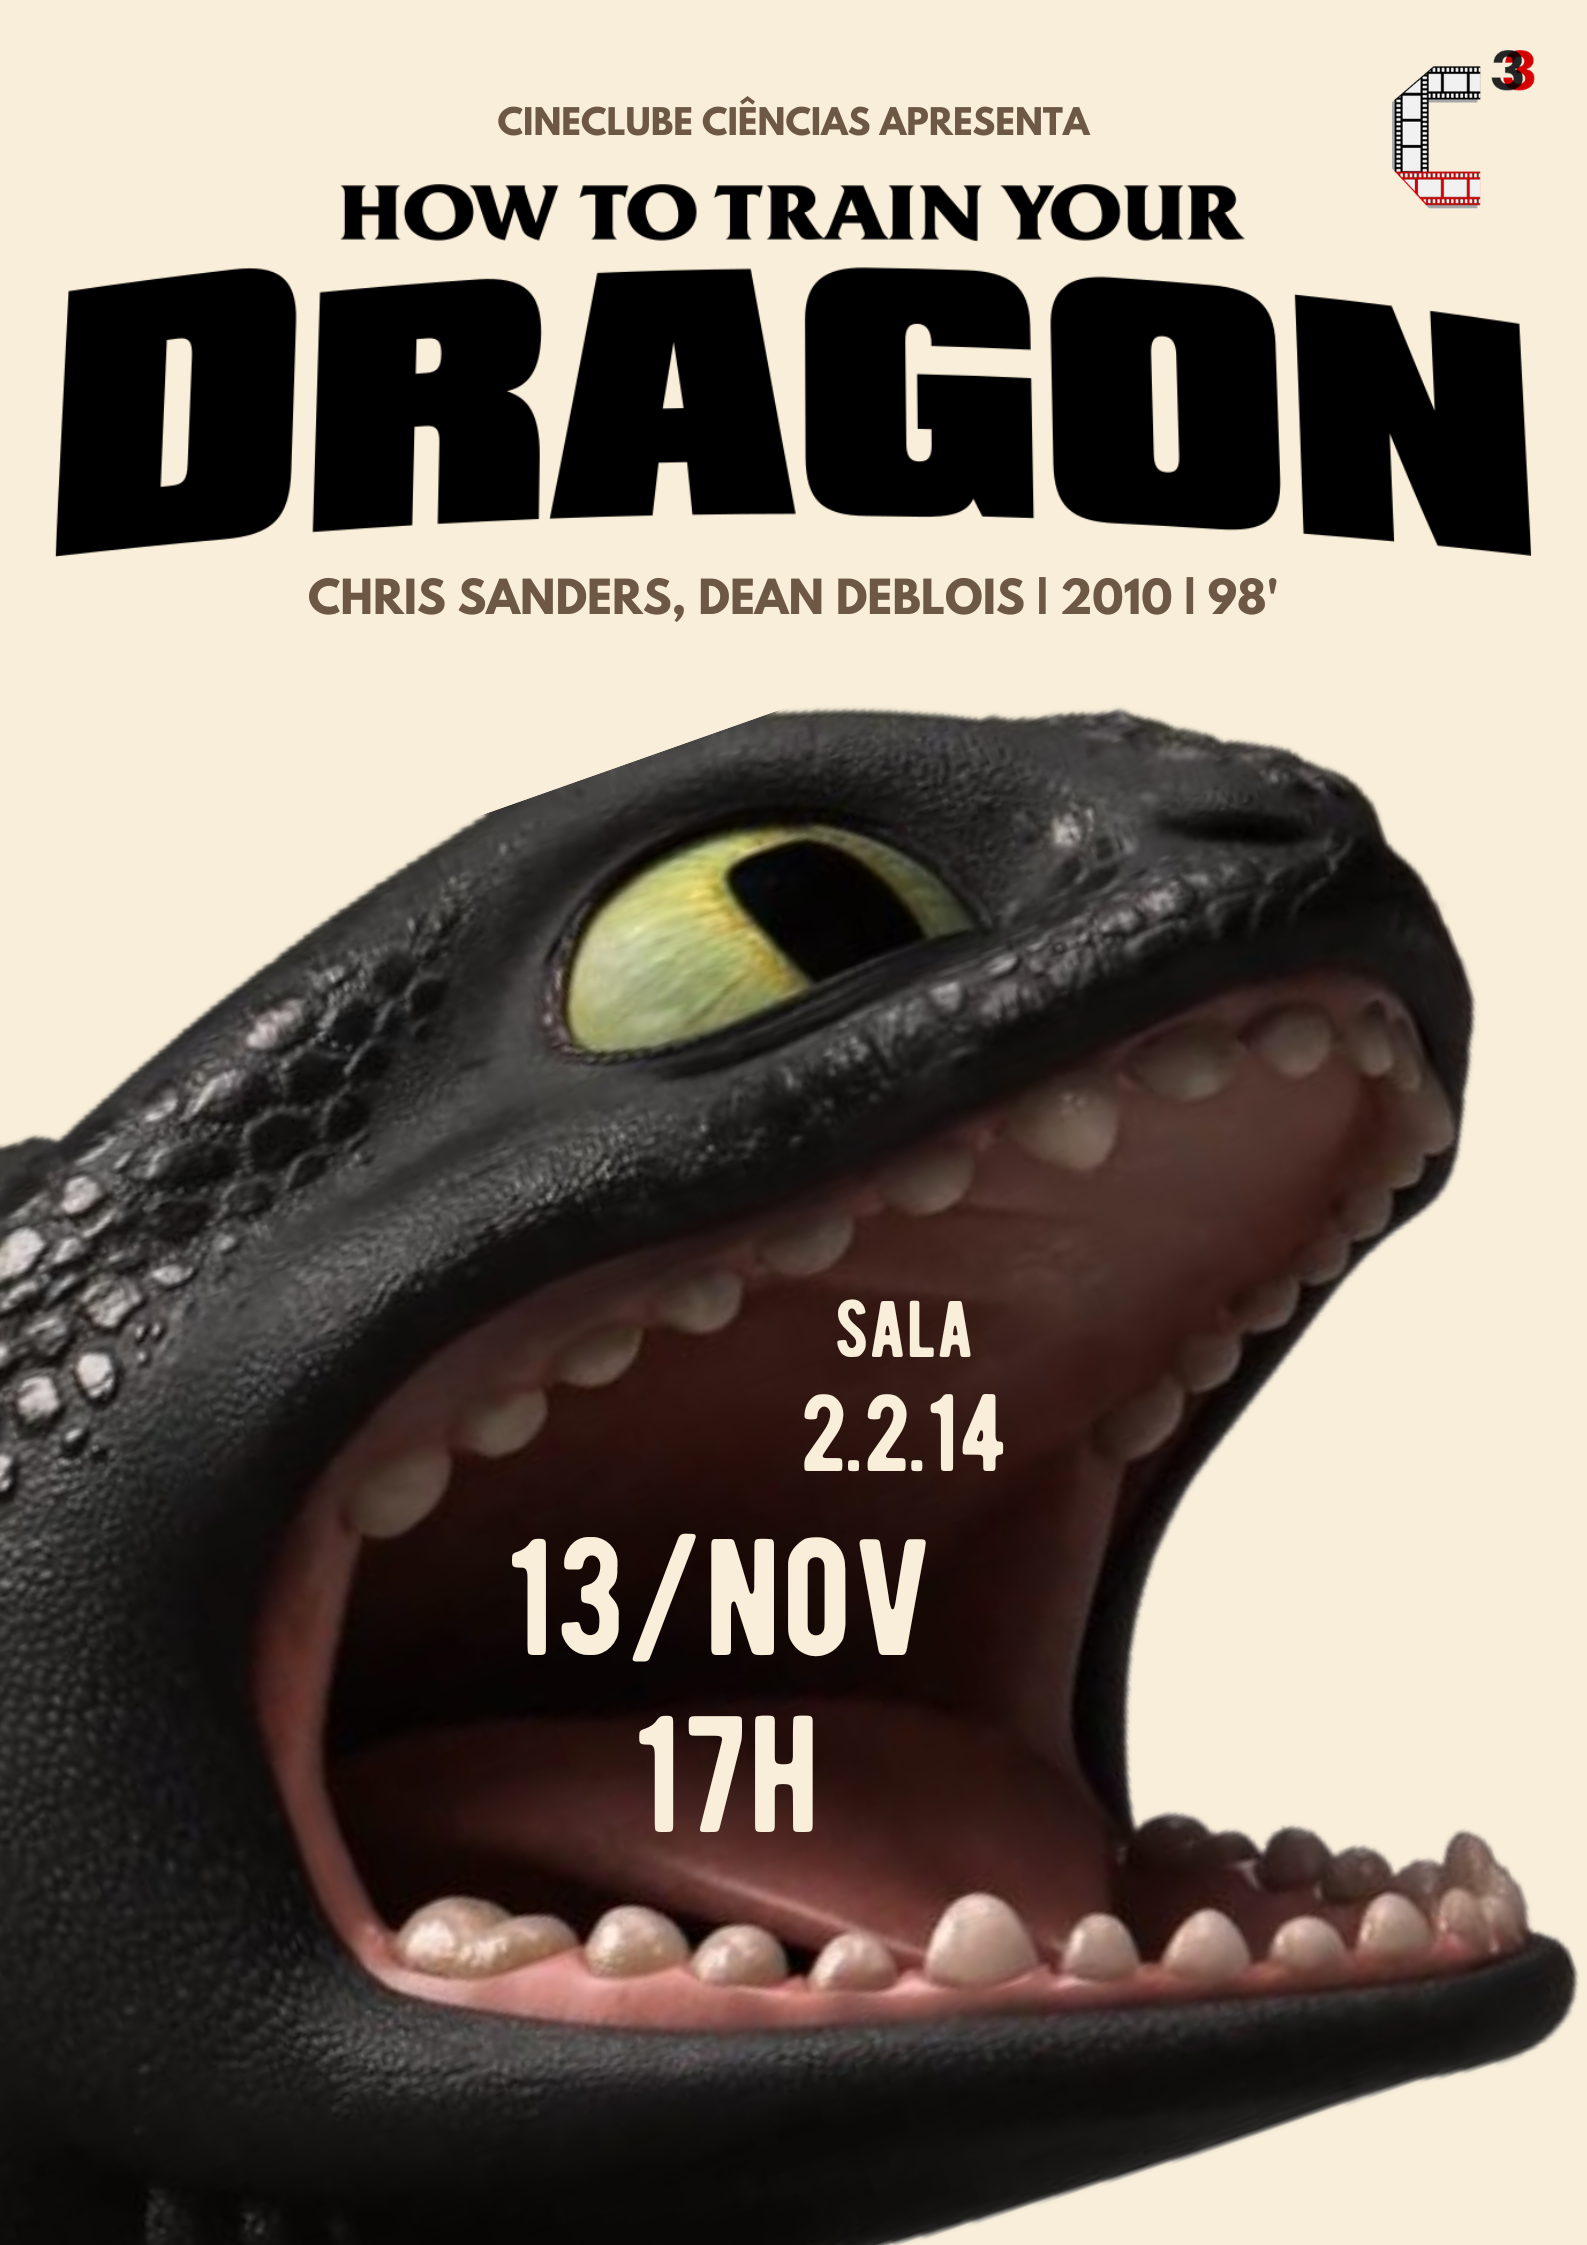 CINECLUBE CIÊNCIAS APRESENTA
33
HOW TO TRAIN YOUR
DRAGON
CHRIS SANDERS, DEAN DEBLOIS | 2010 | 98'
SALA
2.2.14
13/NOV
17H